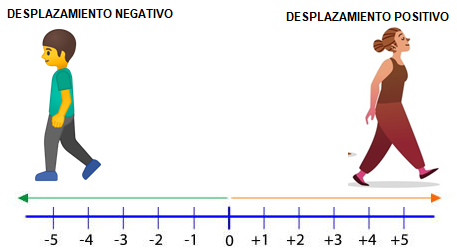 DESPLAZAMIENTO NEGATIVO
DESPLAZAMIENTO POSITIVO
-5 -4 -3 -2 -1 0 +1 +2 +3 +4 +5